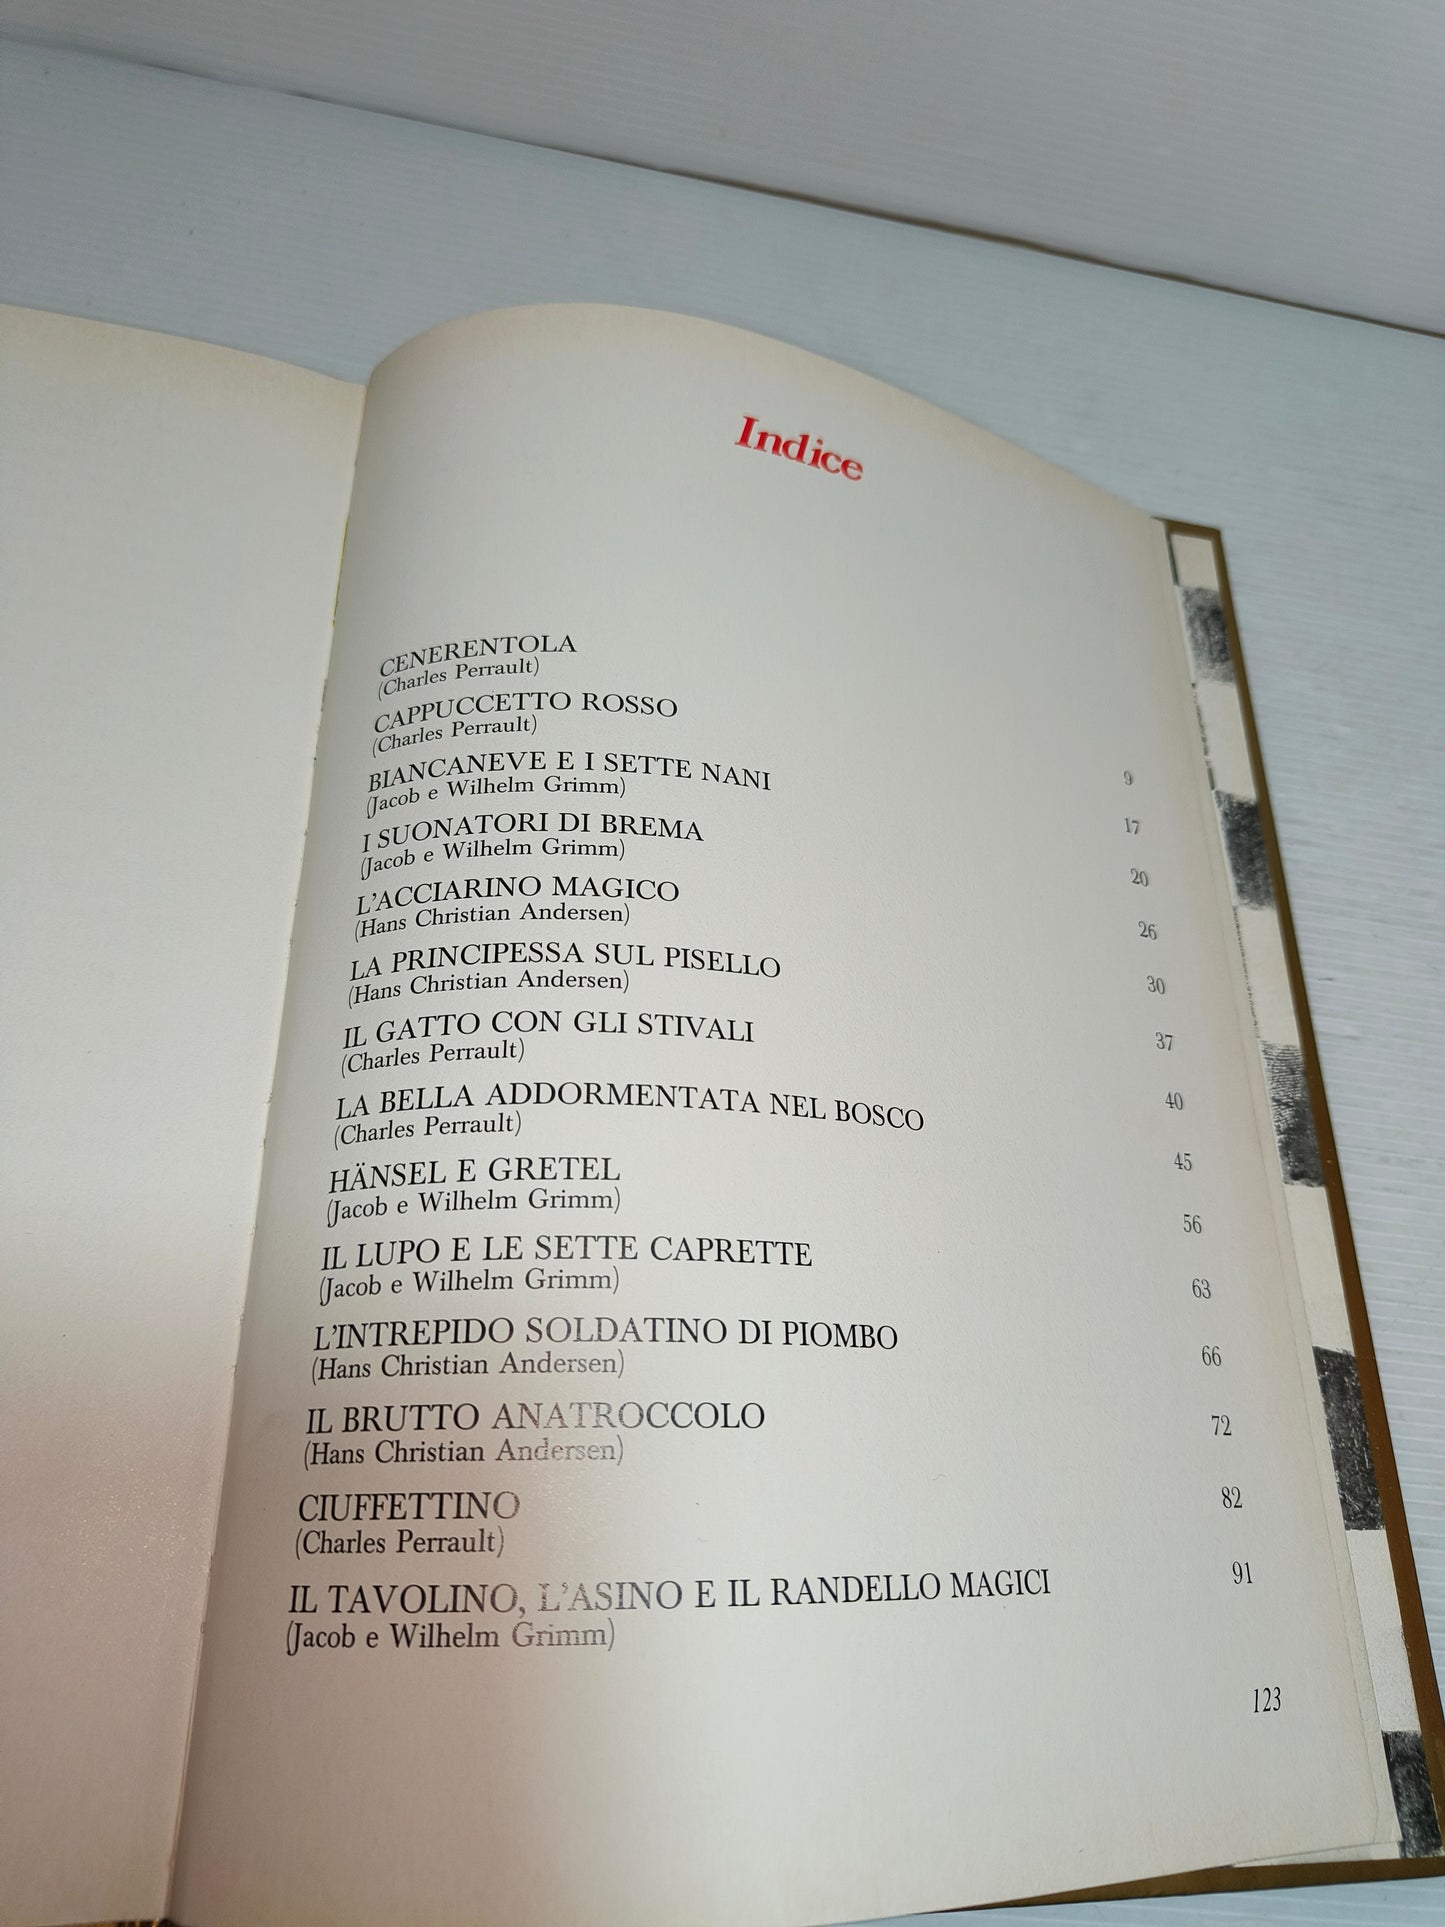 Indice
CENERENTOLA 9
(Charles Perrault)
CAPPUCCETTO ROSSO 17
(Charles Perrault)
BIANCANEVE E I SETTE NANI 20
(Jacob e Wilhelm Grimm)
I SUONATORI DI BREMA 26
(Jacob e Wilhelm Grimm)
L'ACCIARINO MAGICO 30
(Hans Christian Andersen)
LA PRINCIPESSA SUL PISELLO 37
(Hans Christian Andersen)
IL GATTO CON GLI STIVALI 40
(Charles Perrault)
LA BELLA ADDORMENTATA NEL BOSCO 45
(Charles Perrault)
HÄNSEL E GRETEL 56
(Jacob e Wilhelm Grimm)
IL LUPO E LE SETTE CAPRETTE 63
(Jacob e Wilhelm Grimm)
L'INTREPIDO SOLDATINO DI PIOMBO 66
(Hans Christian Andersen)
IL BRUTTO ANATROCCOLO 72
(Hans Christian Andersen)
CIUFFETTINO 82
(Charles Perrault)
IL TAVOLINO, L'ASINO E IL RANDELLO MAGICI 91
(Jacob e Wilhelm Grimm)
123